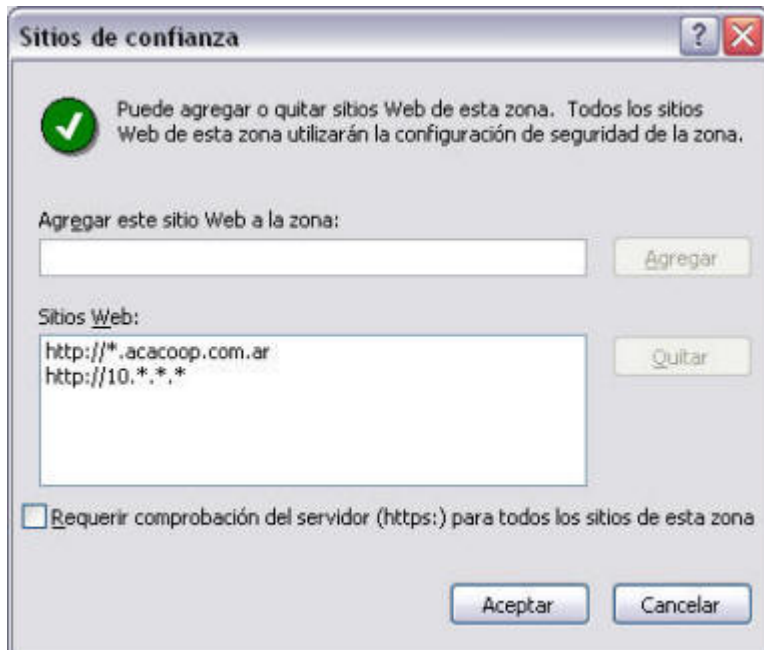 Sitios de confianza
Puede agregar o quitar sitios Web de esta zona. Todos los sitios
Web de esta zona utilizarán la configuración de seguridad de la zona.
Agregar este sitio Web a la zona:
Agregar
Sitios Web:
http://*.acacoop.com.ar
http://10.*.*.*
Quitar
Requerir comprobación del servidor (https:) para todos los sitios de esta zona
Aceptar
Cancelar